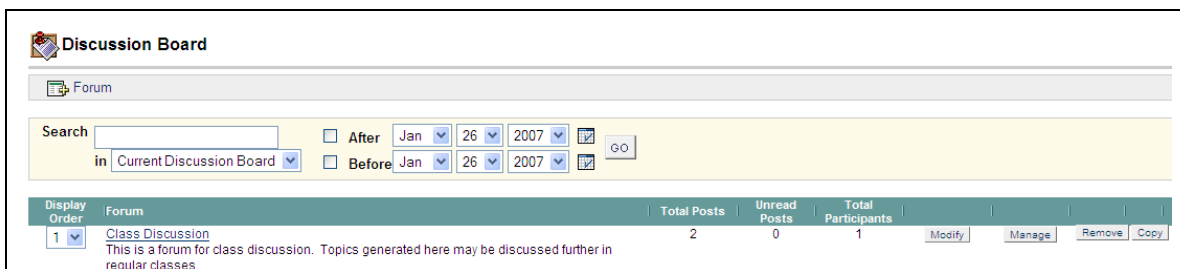 Discussion Board
Forum
Search After Jan 26 2007 GO
in Current Discussion Board Before Jan 26 2007
Display Order Forum Total Posts Unread Posts Total Participants
1 Class Discussion 2 0 1 Modify Manage Remove Copy
This is a forum for class discussion. Topics generated here may be discussed further in
regular classes.